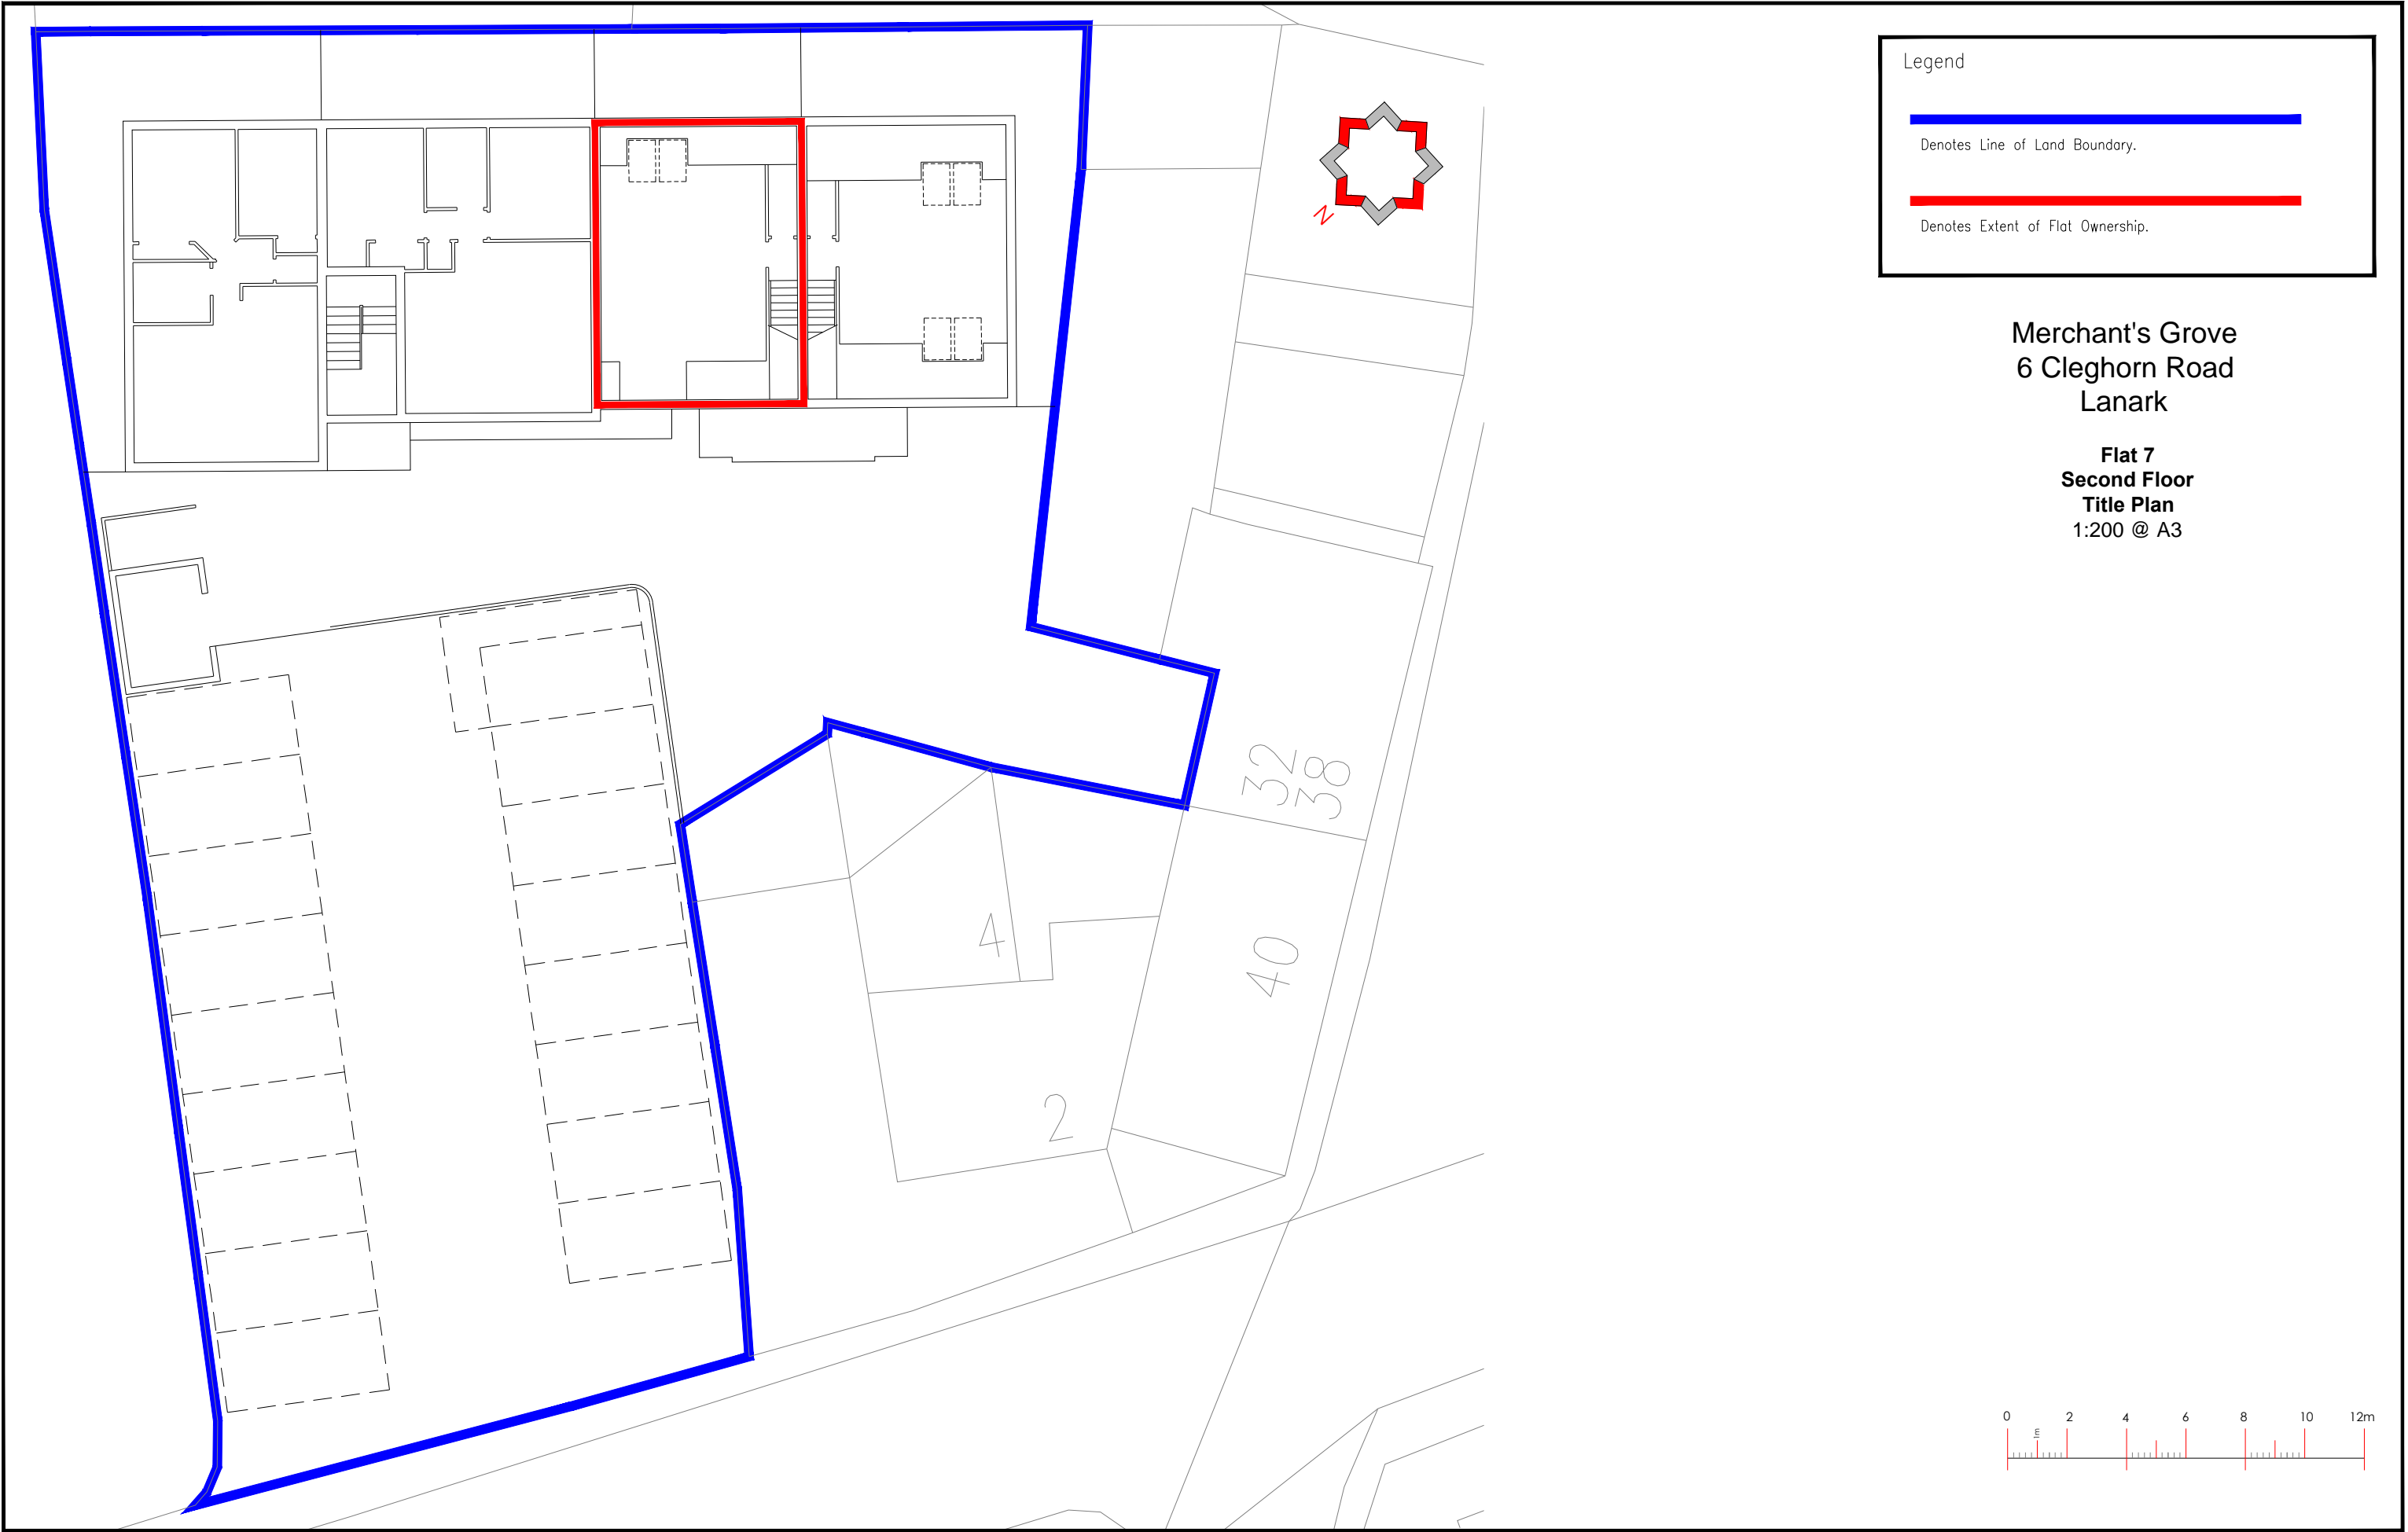 Legend
Denotes Line of Land Boundary.
Denotes Extent of Flat Ownership.
N
Merchant's Grove
6 Cleghorn Road
Lanark
Flat 7
Second Floor
Title Plan
1:200 @ A3
32
38
4
40
2
0 2 4 6 8 10 12m
1m